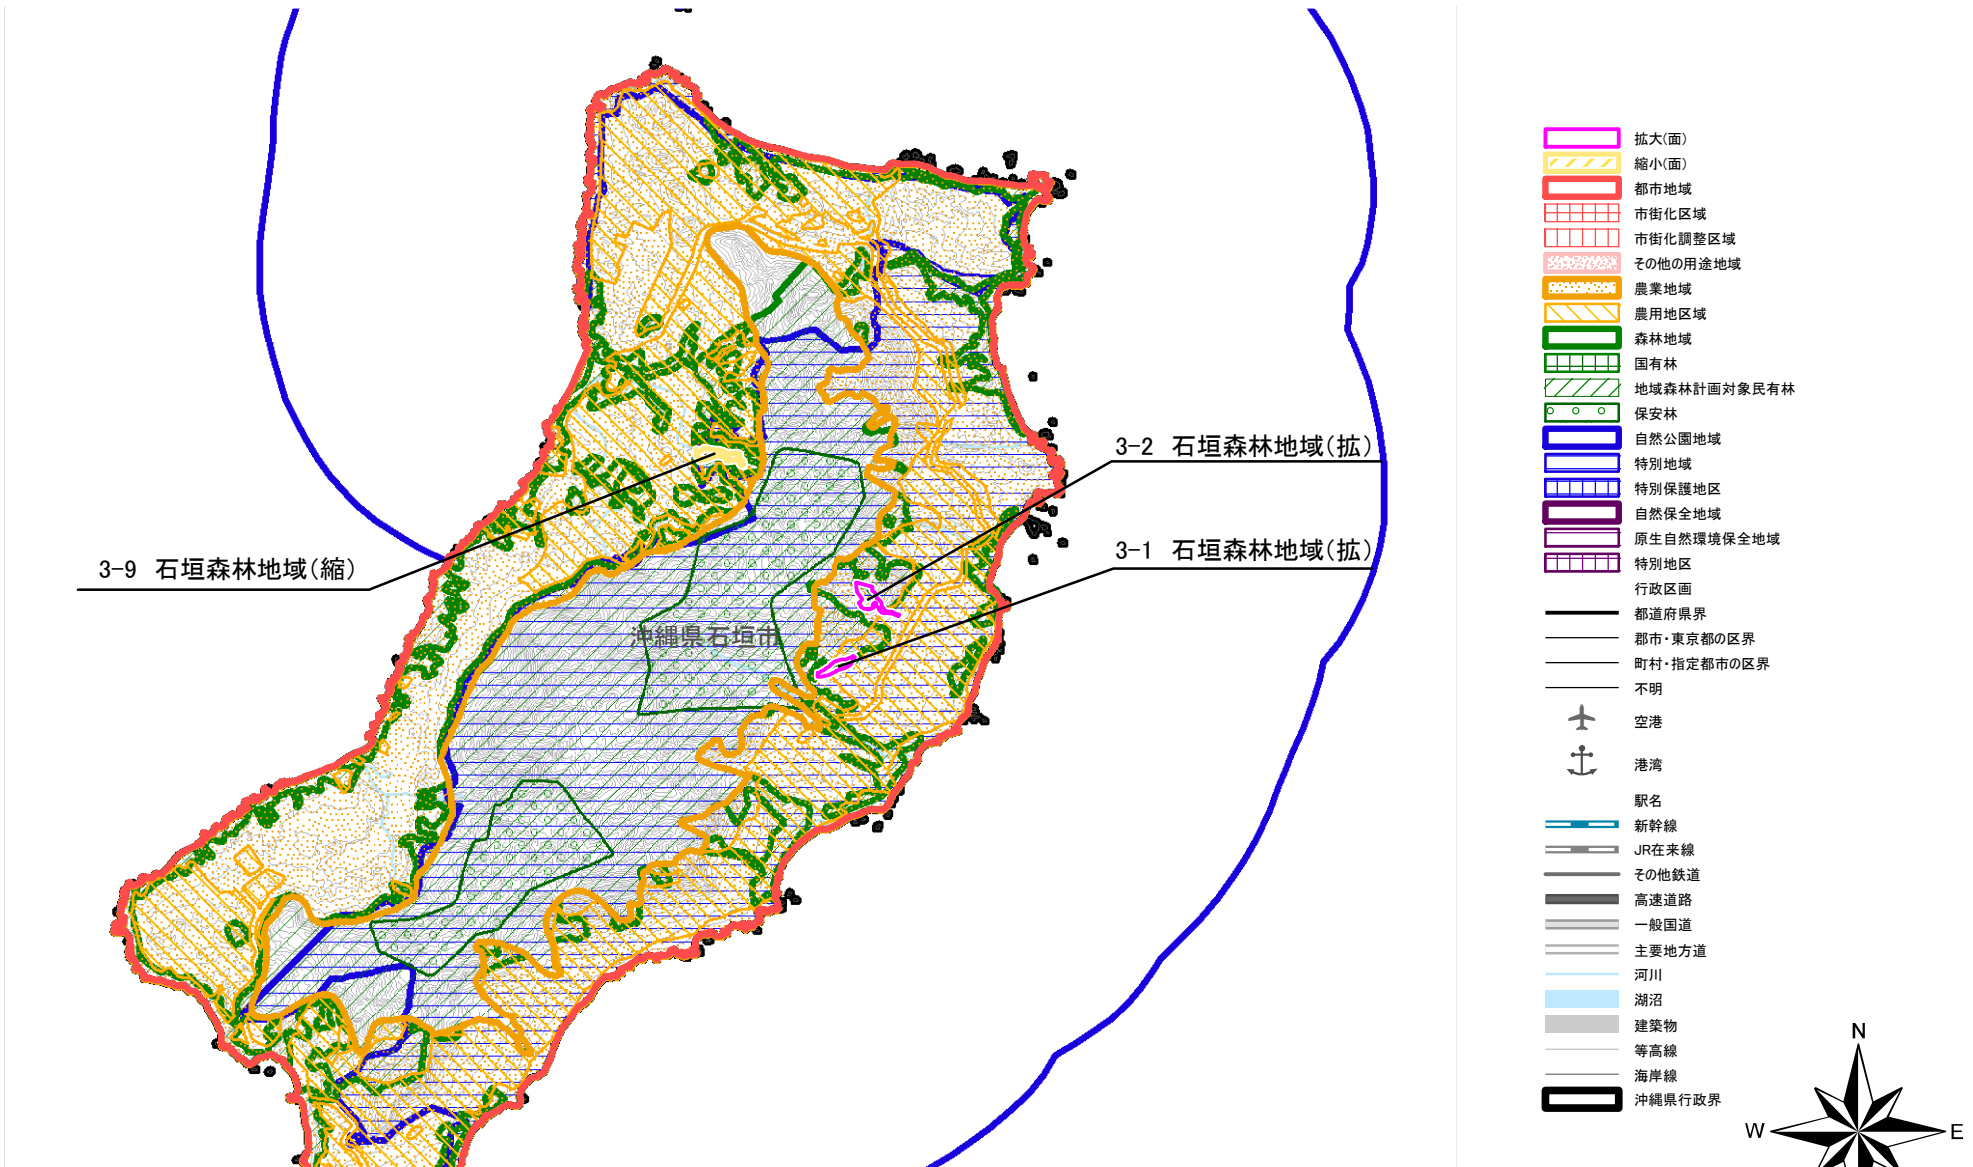 3-2 石垣森林地域(拡)
3-1 石垣森林地域(拡)
3-9 石垣森林地域(縮)
沖縄県石垣市
拡大(面)
縮小(面)
都市地域
市街化区域
市街化調整区域
その他の用途地域
農業地域
農用地区域
森林地域
国有林
地域森林計画対象民有林
保安林
自然公園地域
特別地域
特別保護地区
自然保全地域
原生自然環境保全地域
特別地区
行政区画
都道府県界
郡市・東京都の区界
町村・指定都市の区界
不明
空港
港湾
駅名
新幹線
JR在来線
その他鉄道
高速道路
一般国道
主要地方道
河川
湖沼
建築物
等高線
海岸線
沖縄県行政界
N
W
E